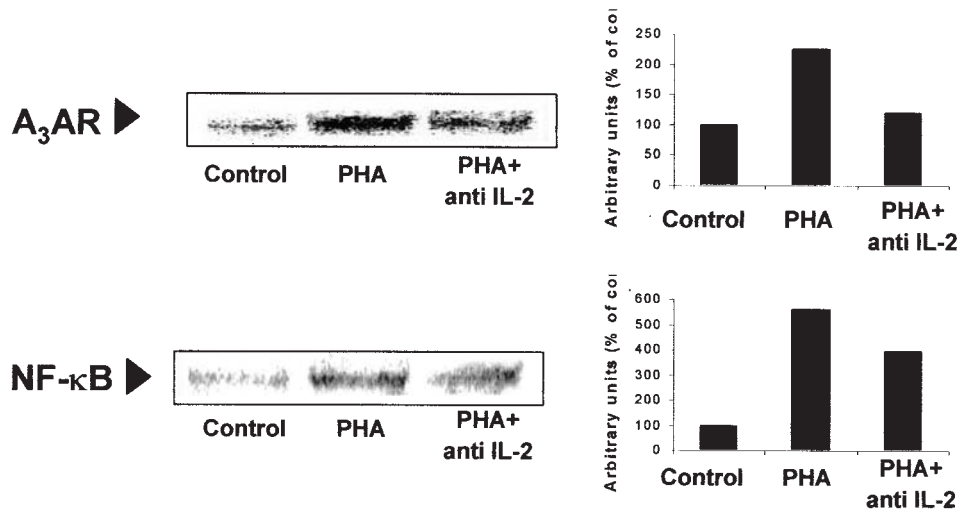 A₃AR
Control
PHA
PHA+
anti IL-2
Arbitrary units (% of
250
200
150
100
50
0
Control
PHA
PHA+
anti IL-2
NF-κB
Control
PHA
PHA+
anti IL-2
Arbitrary units (% of
600
500
400
300
200
100
0
Control
PHA
PHA+
anti IL-2